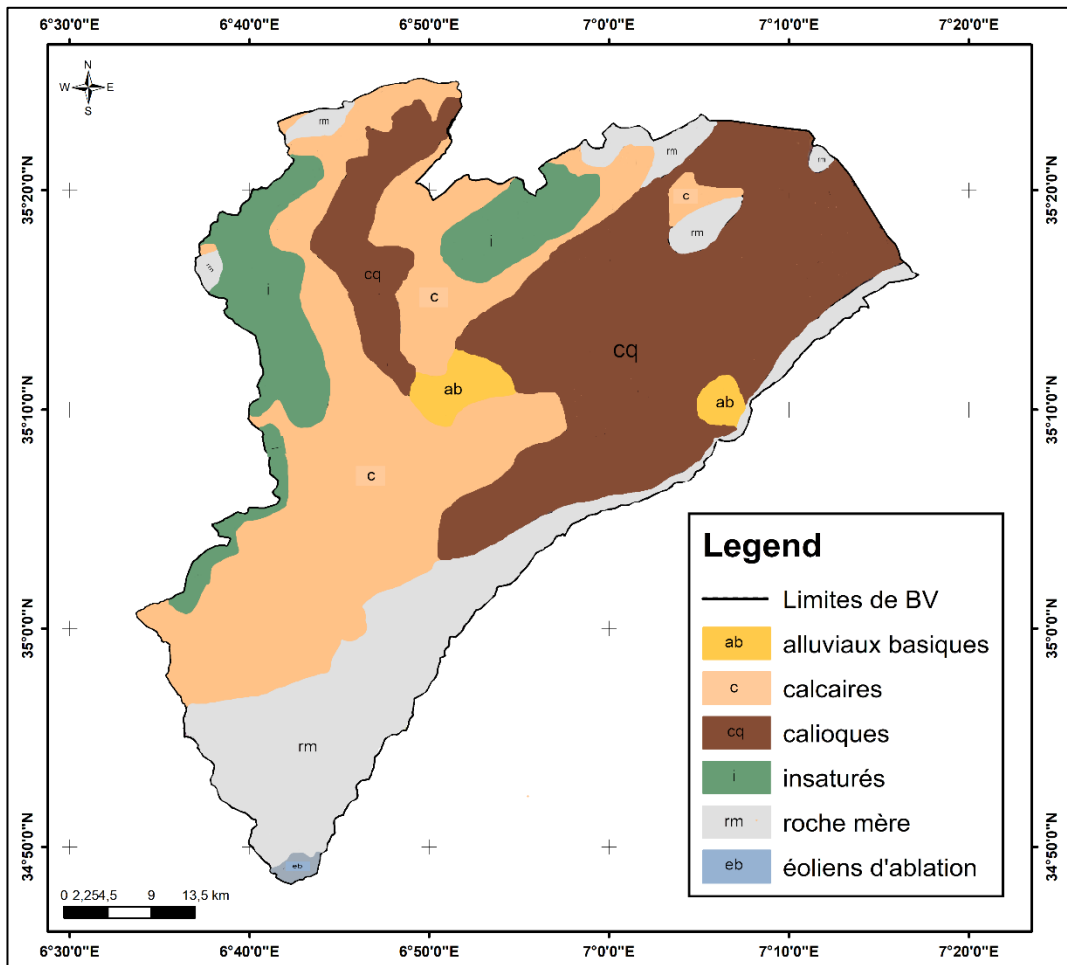 6°30'0"E 6°40'0"E 6°50'0"E 7°0'0"E 7°10'0"E 7°20'0"E
N
W E
S
rm
rm
rm
35°20'0"N 35°20'0"N
c
rm
i
rm
i
cq
c
cq
ab
ab
35°10'0"N 35°10'0"N
i
c
35°0'0"N 35°0'0"N
rm
34°50'0"N 34°50'0"N
eb
Legend
Limites de BV
ab alluviaux basiques
c calcaires
cq calioques
i insaturés
rm roche mère
eb éoliens d'ablation
0 2,254,5 9 13,5 km
6°30'0"E 6°40'0"E 6°50'0"E 7°0'0"E 7°10'0"E 7°20'0"E